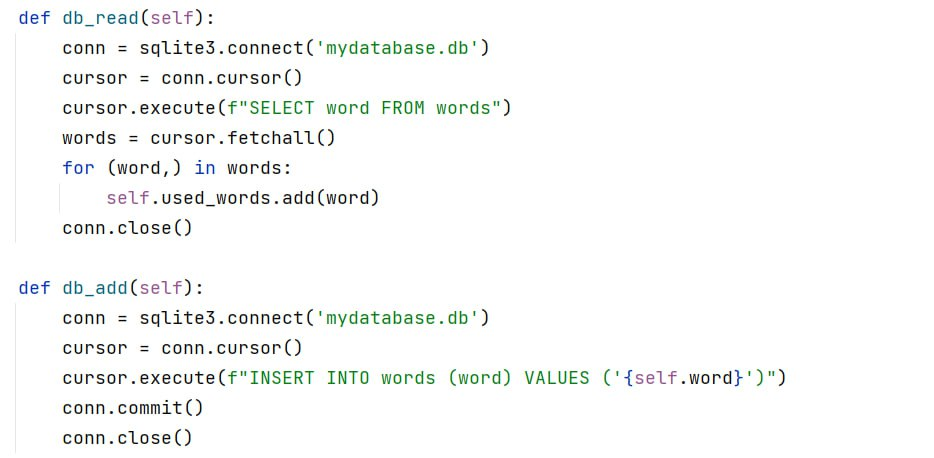 def db_read(self):
    conn = sqlite3.connect('mydatabase.db')
    cursor = conn.cursor()
    cursor.execute(f"SELECT word FROM words")
    words = cursor.fetchall()
    for (word,) in words:
        self.used_words.add(word)
    conn.close()

def db_add(self):
    conn = sqlite3.connect('mydatabase.db')
    cursor = conn.cursor()
    cursor.execute(f"INSERT INTO words (word) VALUES ('{self.word}')")
    conn.commit()
    conn.close()